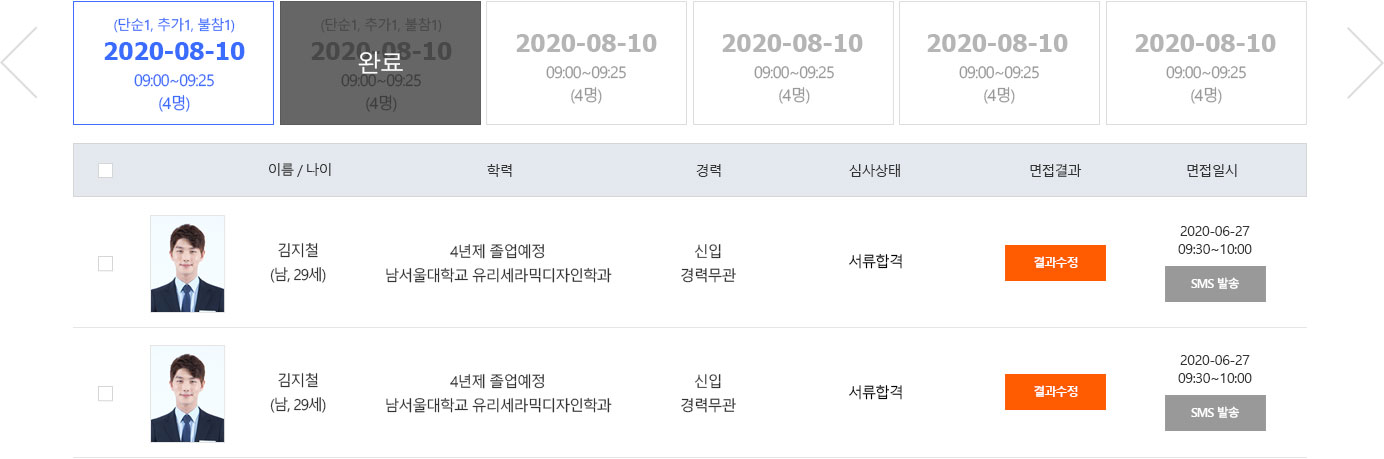 (단순1, 추가1, 불참1)
2020-08-10
09:00~09:25
(4명)
(단순1, 추가1, 불참1)
2020-08-10
완료
09:00~09:25
(4명)
2020-08-10
09:00~09:25
(4명)
2020-08-10
09:00~09:25
(4명)
2020-08-10
09:00~09:25
(4명)
2020-08-10
09:00~09:25
(4명)
이름 / 나이 학력 경력 심사상태 면접결과 면접일시
김지철
(남, 29세)
4년제 졸업예정
남서울대학교 유리세라믹디자인학과
신입
경력무관
서류합격
결과수정
2020-06-27
09:30~10:00
SMS 발송
김지철
(남, 29세)
4년제 졸업예정
남서울대학교 유리세라믹디자인학과
신입
경력무관
서류합격
결과수정
2020-06-27
09:30~10:00
SMS 발송